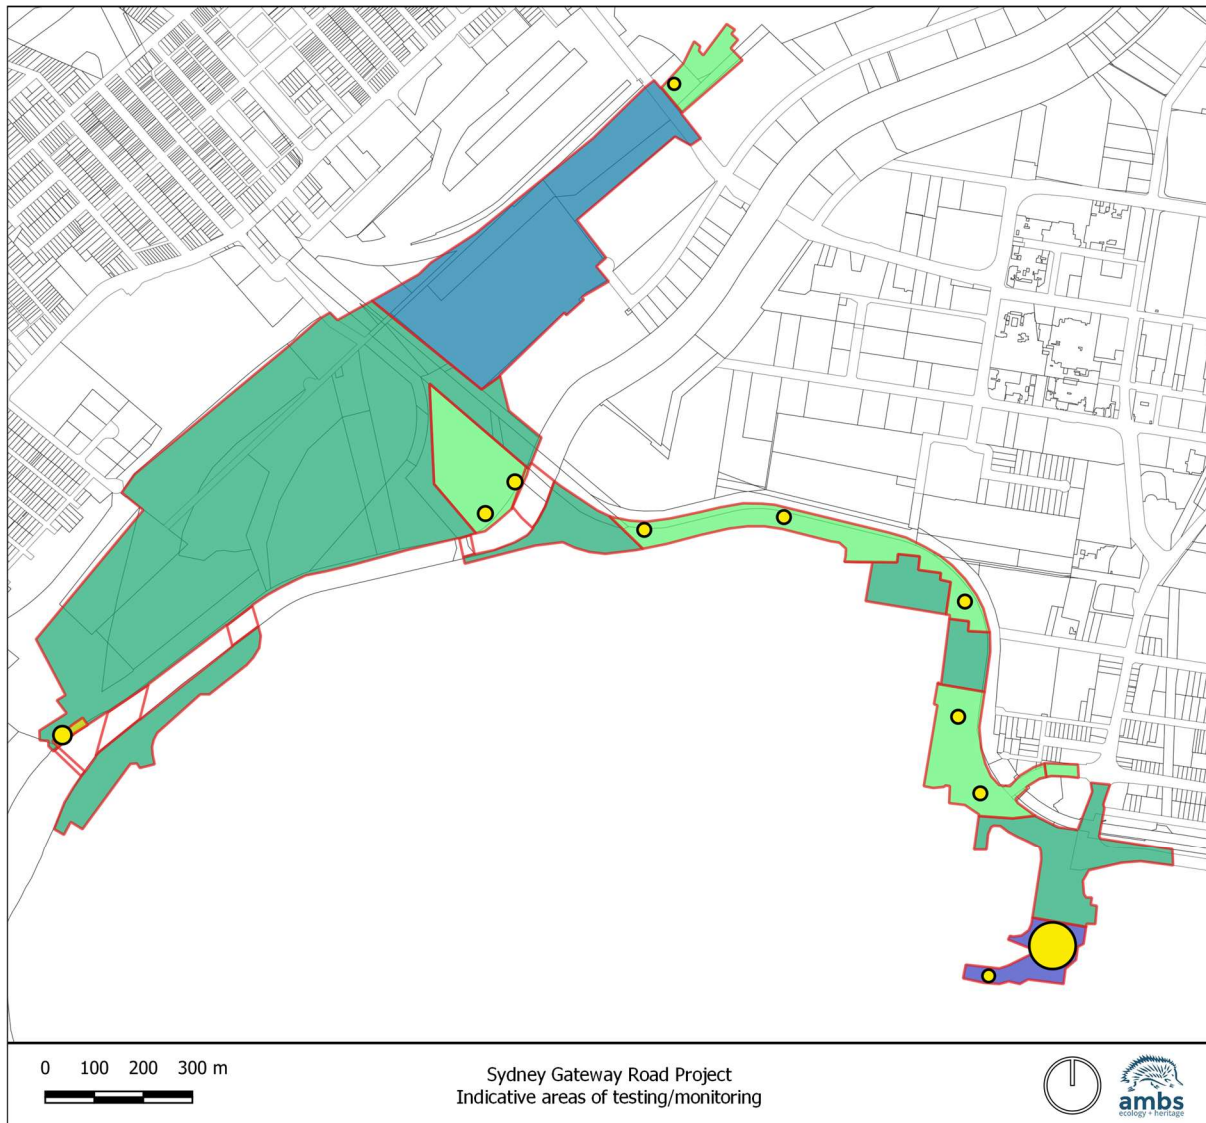 0 100 200 300 m
Sydney Gateway Road Project
Indicative areas of testing/monitoring
ambs
ecology + heritage